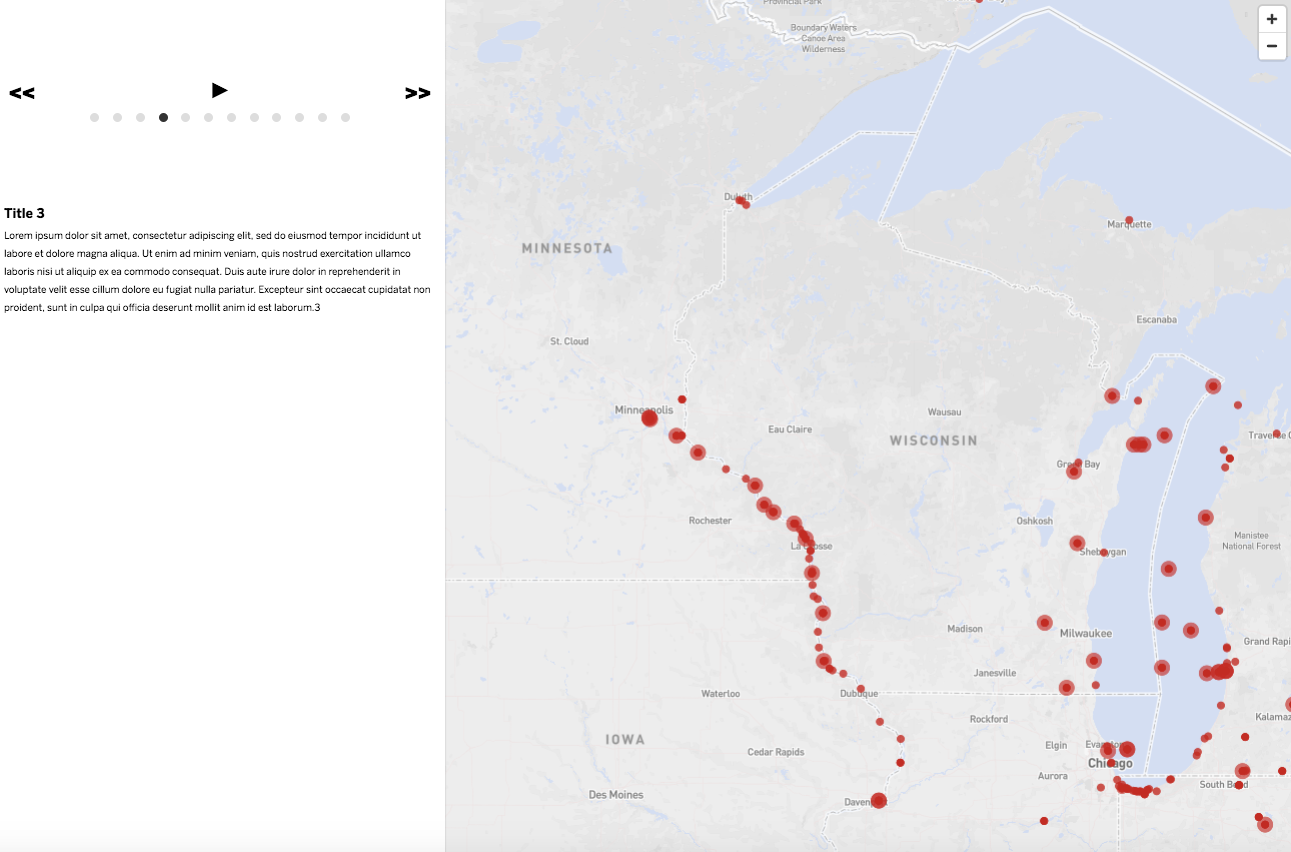 <<
>>
Title 3
Lorem ipsum dolor sit amet, consectetur adipiscing elit, sed do eiusmod tempor incididunt ut
labore et dolore magna aliqua. Ut enim ad minim veniam, quis nostrud exercitation ullamco
laboris nisi ut aliquip ex ea commodo consequat. Duis aute irure dolor in reprehenderit in
voluptate velit esse cillum dolore eu fugiat nulla pariatur. Excepteur sint occaecat cupidatat non
proident, sunt in culpa qui officia deserunt mollit anim id est laborum.3
Provincial Park
+
−
Boundary Waters
Canoe Area
Wilderness
Duluth
Marquette
MINNESOTA
Escanaba
St. Cloud
Minneapolis
Wausau
Eau Claire
WISCONSIN
Traverse C
Green Bay
Rochester
Oshkosh
Manistee
National Forest
La Crosse
Sheboygan
Madison
Milwaukee
Grand Rapi
Janesville
Waterloo
Dubuque
Rockford
Kalamaz
IOWA
Elgin
Evanston
Cedar Rapids
Chicago
Aurora
South Bend
Des Moines
Davenport